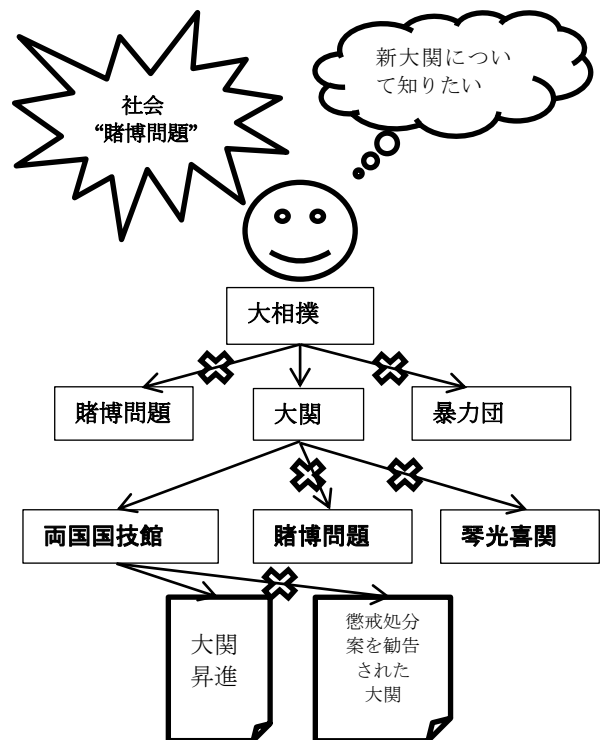 社会
“賭博問題”
新大関につい
て知りたい
大相撲
賭博問題
大関
暴力団
両国国技館
賭博問題
琴光喜関
大関
昇進
懲戒処分
案を勧告
された
大関